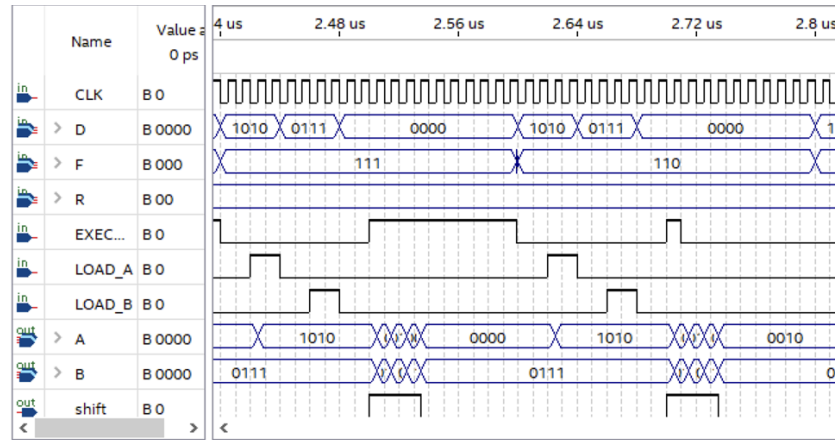 Name Value a
0 ps
4 us 2.48 us 2.56 us 2.64 us 2.72 us 2.8 us
in CLK B 0
in > D B 0000 1010 0111 0000 1010 0111 0000 1
in > F B 000 111 110
in > R B 00
in EXEC... B 0
in LOAD_A B 0
in LOAD_B B 0
out > A B 0000 1010 0000 1010 0010
out > B B 0000 0111 0111 0
out shift B 0